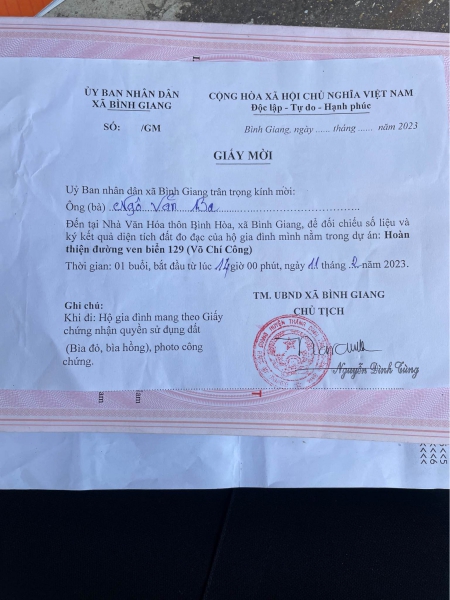 ỦY BAN NHÂN DÂN
XÃ BÌNH GIANG
CỘNG HÒA XÃ HỘI CHỦ NGHĨA VIỆT NAM
Độc lập - Tự do - Hạnh phúc
SỐ: /GM
Bình Giang, ...... tháng ...... năm 2023
GIẤY MỜI
Uỷ Ban nhân dân xã Bình Giang trân trọng kính mời:
Ông (bà) Ngô Văn Ba
Đến tại Nhà Văn Hóa thôn Bình Hòa, xã Bình Giang, để đối chiếu số liệu và
ký kết quả diện tích đất đo đạc của hộ gia đình mình nằm trong dự án: Hoàn
thiện đường ven biển 129 (Võ Chí Công)
Thời gian: 01 buổi, bắt đầu từ lúc 14 giờ 00 phút, ngày 11 tháng 2 năm 2023.
TM. UBND XÃ BÌNH GIANG
CHỦ TỊCH
Ghi chú:
Khi đi: Hộ gia đình mang theo Giấy
chứng nhận quyền sử dụng đất
(Bìa đỏ, bìa hồng), photo công
chứng.
Nguyễn Đình Tùng